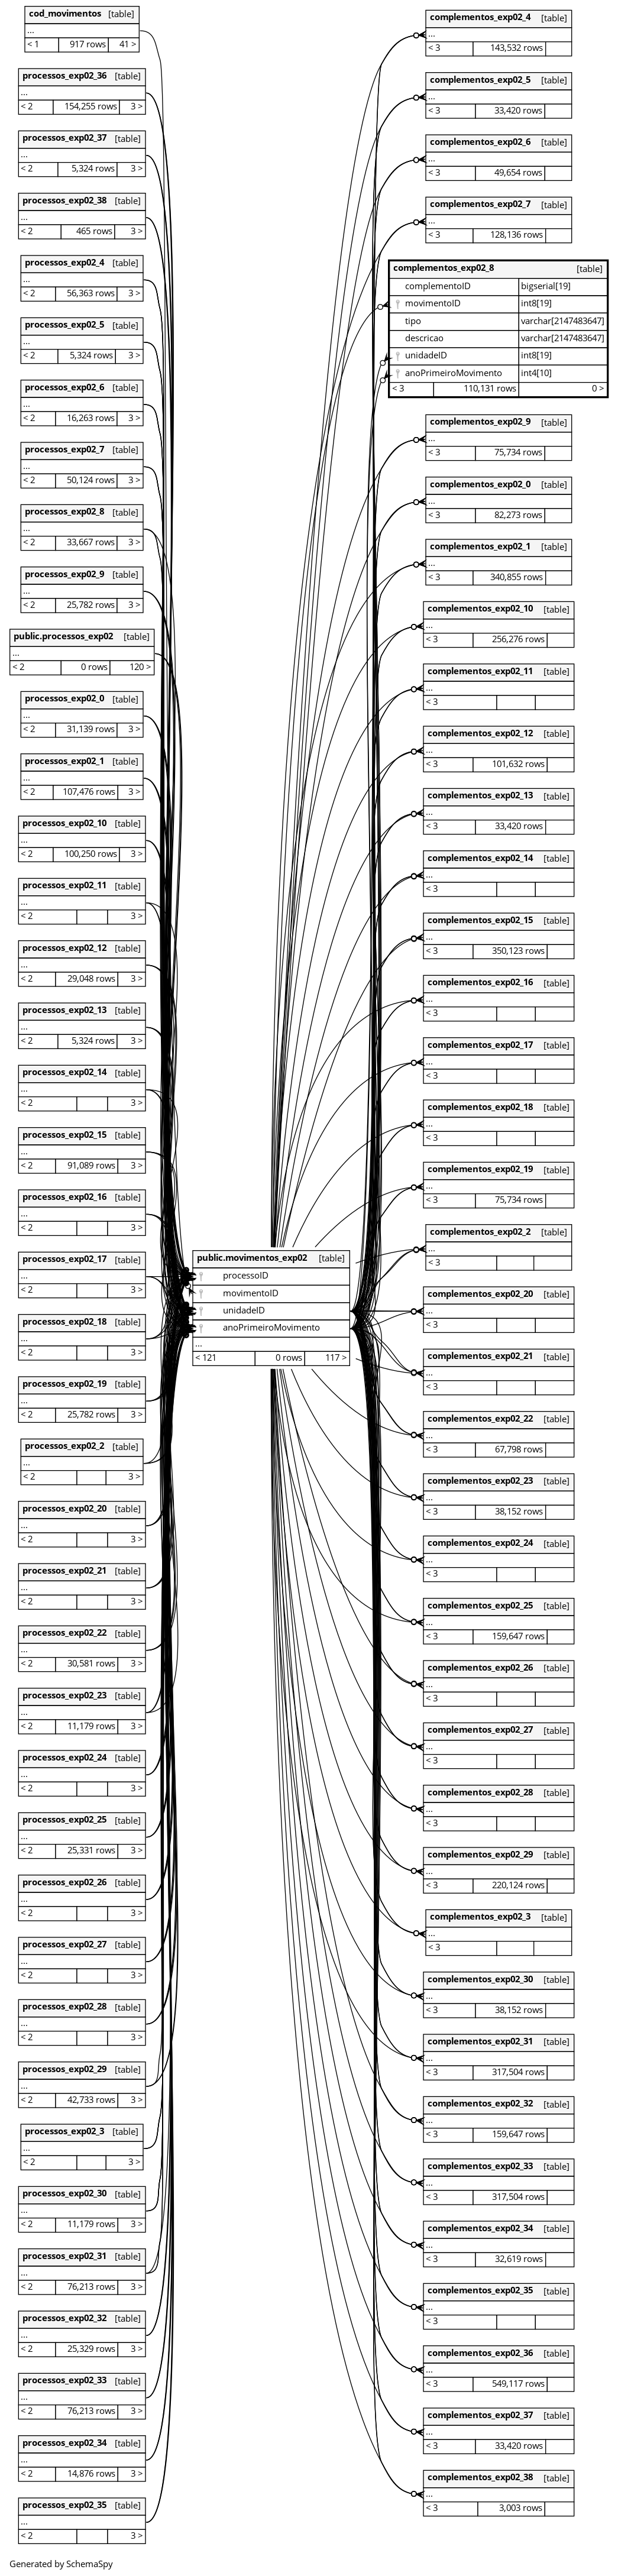 cod_movimentos [table]
...
< 1 917 rows 41 >
processos_exp02_36 [table]
...
< 2 154,255 rows 3 >
processos_exp02_37 [table]
...
< 2 5,324 rows 3 >
processos_exp02_38 [table]
...
< 2 465 rows 3 >
processos_exp02_4 [table]
...
< 2 56,363 rows 3 >
processos_exp02_5 [table]
...
< 2 5,324 rows 3 >
processos_exp02_6 [table]
...
< 2 16,263 rows 3 >
processos_exp02_7 [table]
...
< 2 50,124 rows 3 >
processos_exp02_8 [table]
...
< 2 33,667 rows 3 >
processos_exp02_9 [table]
...
< 2 25,782 rows 3 >
public.processos_exp02 [table]
...
< 2 0 rows 120 >
processos_exp02_0 [table]
...
< 2 31,139 rows 3 >
processos_exp02_1 [table]
...
< 2 107,476 rows 3 >
processos_exp02_10 [table]
...
< 2 100,250 rows 3 >
processos_exp02_11 [table]
...
< 2 3 >
processos_exp02_12 [table]
...
< 2 29,048 rows 3 >
processos_exp02_13 [table]
...
< 2 5,324 rows 3 >
processos_exp02_14 [table]
...
< 2 3 >
processos_exp02_15 [table]
...
< 2 91,089 rows 3 >
processos_exp02_16 [table]
...
< 2 3 >
processos_exp02_17 [table]
...
< 2 3 >
processos_exp02_18 [table]
...
< 2 3 >
processos_exp02_19 [table]
...
< 2 25,782 rows 3 >
processos_exp02_2 [table]
...
< 2 3 >
processos_exp02_20 [table]
...
< 2 3 >
processos_exp02_21 [table]
...
< 2 3 >
processos_exp02_22 [table]
...
< 2 30,581 rows 3 >
processos_exp02_23 [table]
...
< 2 11,179 rows 3 >
processos_exp02_24 [table]
...
< 2 3 >
processos_exp02_25 [table]
...
< 2 25,331 rows 3 >
processos_exp02_26 [table]
...
< 2 3 >
processos_exp02_27 [table]
...
< 2 3 >
processos_exp02_28 [table]
...
< 2 3 >
processos_exp02_29 [table]
...
< 2 42,733 rows 3 >
processos_exp02_3 [table]
...
< 2 3 >
processos_exp02_30 [table]
...
< 2 11,179 rows 3 >
processos_exp02_31 [table]
...
< 2 76,213 rows 3 >
processos_exp02_32 [table]
...
< 2 25,329 rows 3 >
processos_exp02_33 [table]
...
< 2 76,213 rows 3 >
processos_exp02_34 [table]
...
< 2 14,876 rows 3 >
processos_exp02_35 [table]
...
< 2 3 >
public.movimentos_exp02 [table]
processoID
movimentoID
unidadeID
anoPrimeiroMovimento
...
< 121 0 rows 117 >
complementos_exp02_4 [table]
...
< 3 143,532 rows
complementos_exp02_5 [table]
...
< 3 33,420 rows
complementos_exp02_6 [table]
...
< 3 49,654 rows
complementos_exp02_7 [table]
...
< 3 128,136 rows
complementos_exp02_8 [table]
complementoID bigserial[19]
movimentoID int8[19]
tipo varchar[2147483647]
descricao varchar[2147483647]
unidadeID int8[19]
anoPrimeiroMovimento int4[10]
< 3 110,131 rows 0 >
complementos_exp02_9 [table]
...
< 3 75,734 rows
complementos_exp02_0 [table]
...
< 3 82,273 rows
complementos_exp02_1 [table]
...
< 3 340,855 rows
complementos_exp02_10 [table]
...
< 3 256,276 rows
complementos_exp02_11 [table]
...
< 3
complementos_exp02_12 [table]
...
< 3 101,632 rows
complementos_exp02_13 [table]
...
< 3 33,420 rows
complementos_exp02_14 [table]
...
< 3
complementos_exp02_15 [table]
...
< 3 350,123 rows
complementos_exp02_16 [table]
...
< 3
complementos_exp02_17 [table]
...
< 3
complementos_exp02_18 [table]
...
< 3
complementos_exp02_19 [table]
...
< 3 75,734 rows
complementos_exp02_2 [table]
...
< 3
complementos_exp02_20 [table]
...
< 3
complementos_exp02_21 [table]
...
< 3
complementos_exp02_22 [table]
...
< 3 67,798 rows
complementos_exp02_23 [table]
...
< 3 38,152 rows
complementos_exp02_24 [table]
...
< 3
complementos_exp02_25 [table]
...
< 3 159,647 rows
complementos_exp02_26 [table]
...
< 3
complementos_exp02_27 [table]
...
< 3
complementos_exp02_28 [table]
...
< 3
complementos_exp02_29 [table]
...
< 3 220,124 rows
complementos_exp02_3 [table]
...
< 3
complementos_exp02_30 [table]
...
< 3 38,152 rows
complementos_exp02_31 [table]
...
< 3 317,504 rows
complementos_exp02_32 [table]
...
< 3 159,647 rows
complementos_exp02_33 [table]
...
< 3 317,504 rows
complementos_exp02_34 [table]
...
< 3 32,619 rows
complementos_exp02_35 [table]
...
< 3
complementos_exp02_36 [table]
...
< 3 549,117 rows
complementos_exp02_37 [table]
...
< 3 33,420 rows
complementos_exp02_38 [table]
...
< 3 3,003 rows
Generated by SchemaSpy